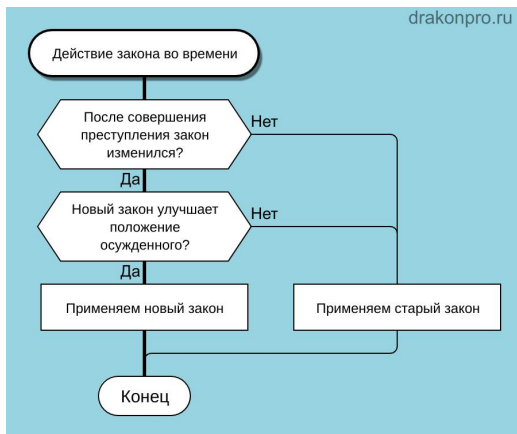 drakonpro.ru
Действие закона во времени
После совершения
преступления закон
изменился?
Нет
Да
Новый закон улучшает
положение
осужденного?
Нет
Да
Применяем новый закон
Применяем старый закон
Конец